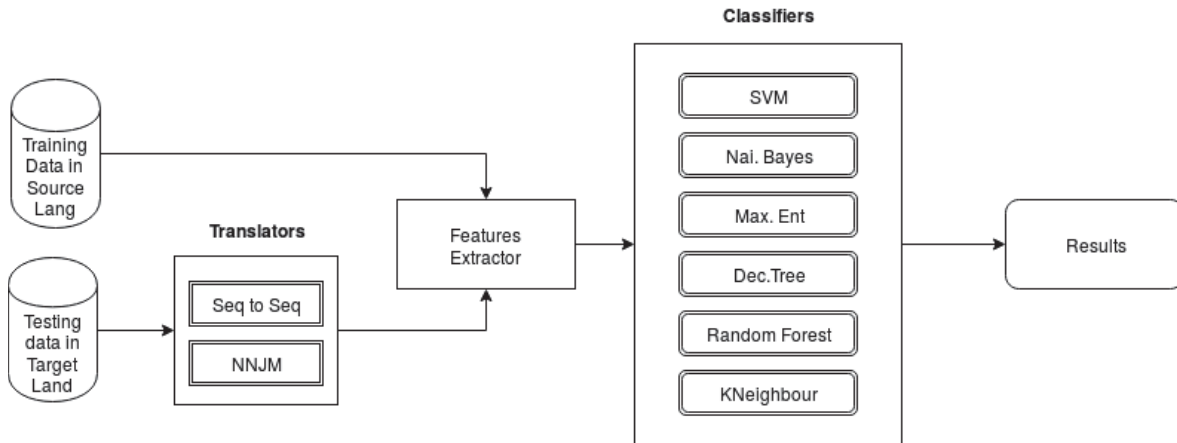 Classifiers
Training
Data in
Source
Lang
Testing
data in
Target
Land
Translators
Seq to Seq
NNJM
Features
Extractor
SVM
Nai. Bayes
Max. Ent
Dec.Tree
Random Forest
KNeighbour
Results